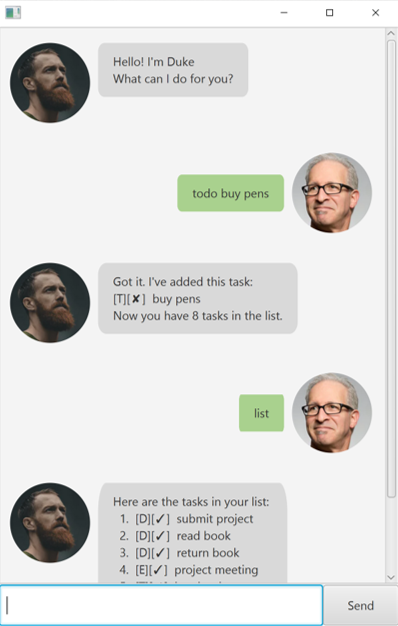 Hello! I'm Duke
What can I do for you?
todo buy pens
Got it. I've added this task:
[T][✘] buy pens
Now you have 8 tasks in the list.
list
Here are the tasks in your list:
1. [D][✓] submit project
2. [D][✓] read book
3. [D][✓] return book
4. [E][✓] project meeting
Send